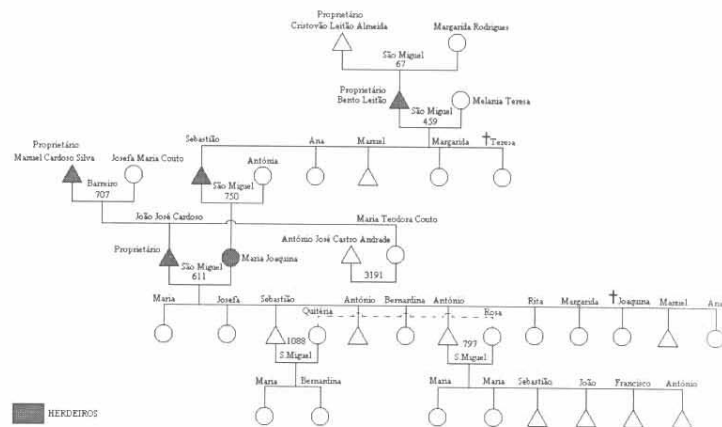 Proprietário
Cristovão Leitão Almeida
Margarida Rodrigues
São Miguel
67
Proprietário
Bento Leitão
Melania Teresa
São Miguel
459
Sebastião
Ana
Manuel
Margarida
Teresa
Proprietário
Manuel Cardoso Silva
Josefa Maria Couto
Antónia
Barreiro
707
São Miguel
750
João José Cardoso
Maria Teodora Couto
António José Castro Andrade
Proprietário
Maria Joaquina
São Miguel
611
3191
Maria
Josefa
Sebastião
António
Bernardina
António
Rita
Margarida
Joaquina
Manuel
Ana
Quitéria
Rosa
1088
797
S.Miguel
S.Miguel
Maria
Bernardina
Maria
Maria
Sebastião
João
Francisco
António
HERDEIROS